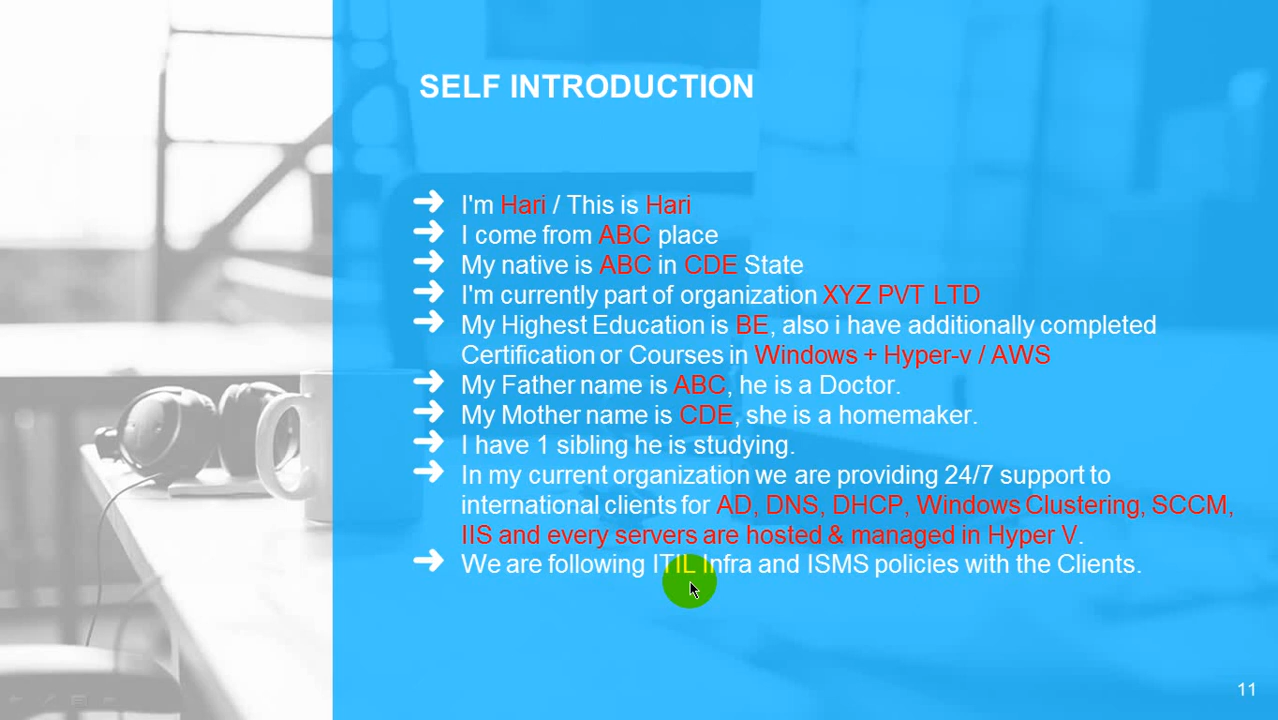 SELF INTRODUCTION
I'm Hari / This is Hari
I come from ABC place
My native is ABC in CDE State
I'm currently part of organization XYZ PVT LTD
My Highest Education is BE, also i have additionally completed
Certification or Courses in Windows + Hyper-v / AWS
My Father name is ABC, he is a Doctor.
My Mother name is CDE, she is a homemaker.
I have 1 sibling he is studying.
In my current organization we are providing 24/7 support to
international clients for AD, DNS, DHCP, Windows Clustering, SCCM,
IIS and every servers are hosted & managed in Hyper V.
We are following ITIL Infra and ISMS policies with the Clients.
11